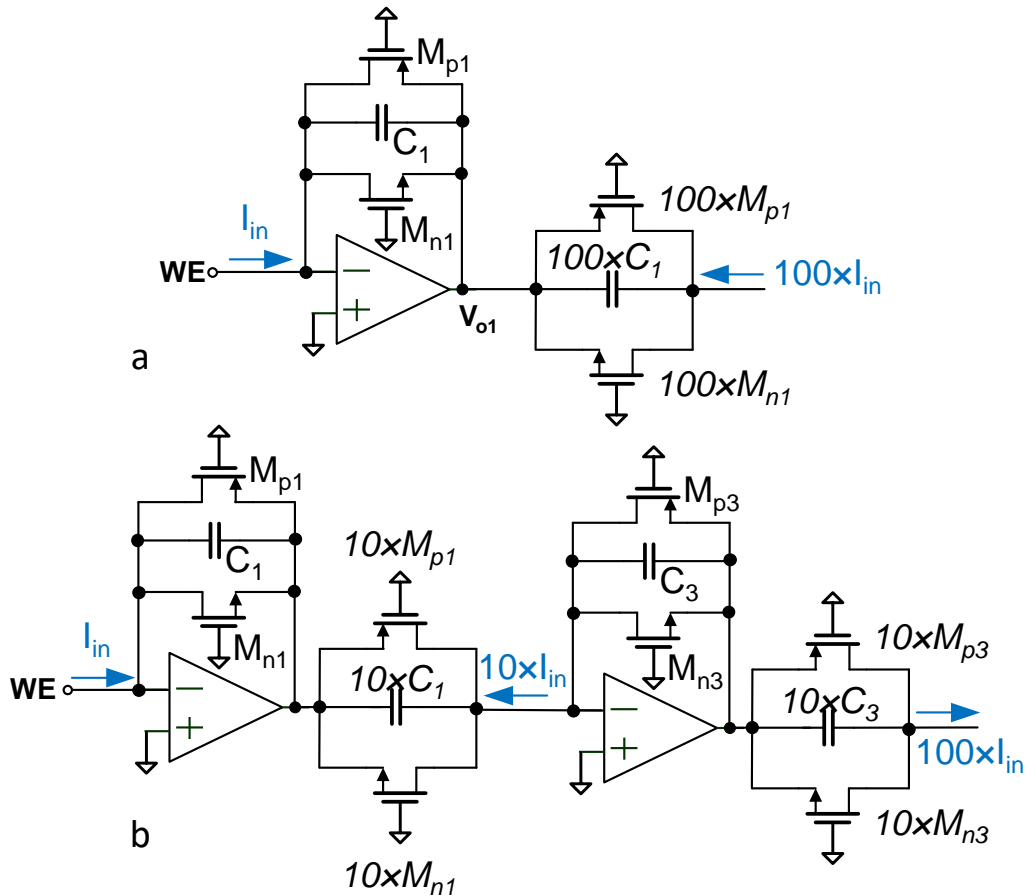 M_p1
C_1
M_n1
I_in
WE
−
+
V_o1
100×M_p1
100×C_1
100×I_in
100×M_n1
a
M_p1
C_1
M_n1
I_in
WE
−
+
10×M_p1
10×C_1
10×I_in
10×M_n1
M_p3
C_3
M_n3
−
+
10×M_p3
10×C_3
100×I_in
10×M_n3
b